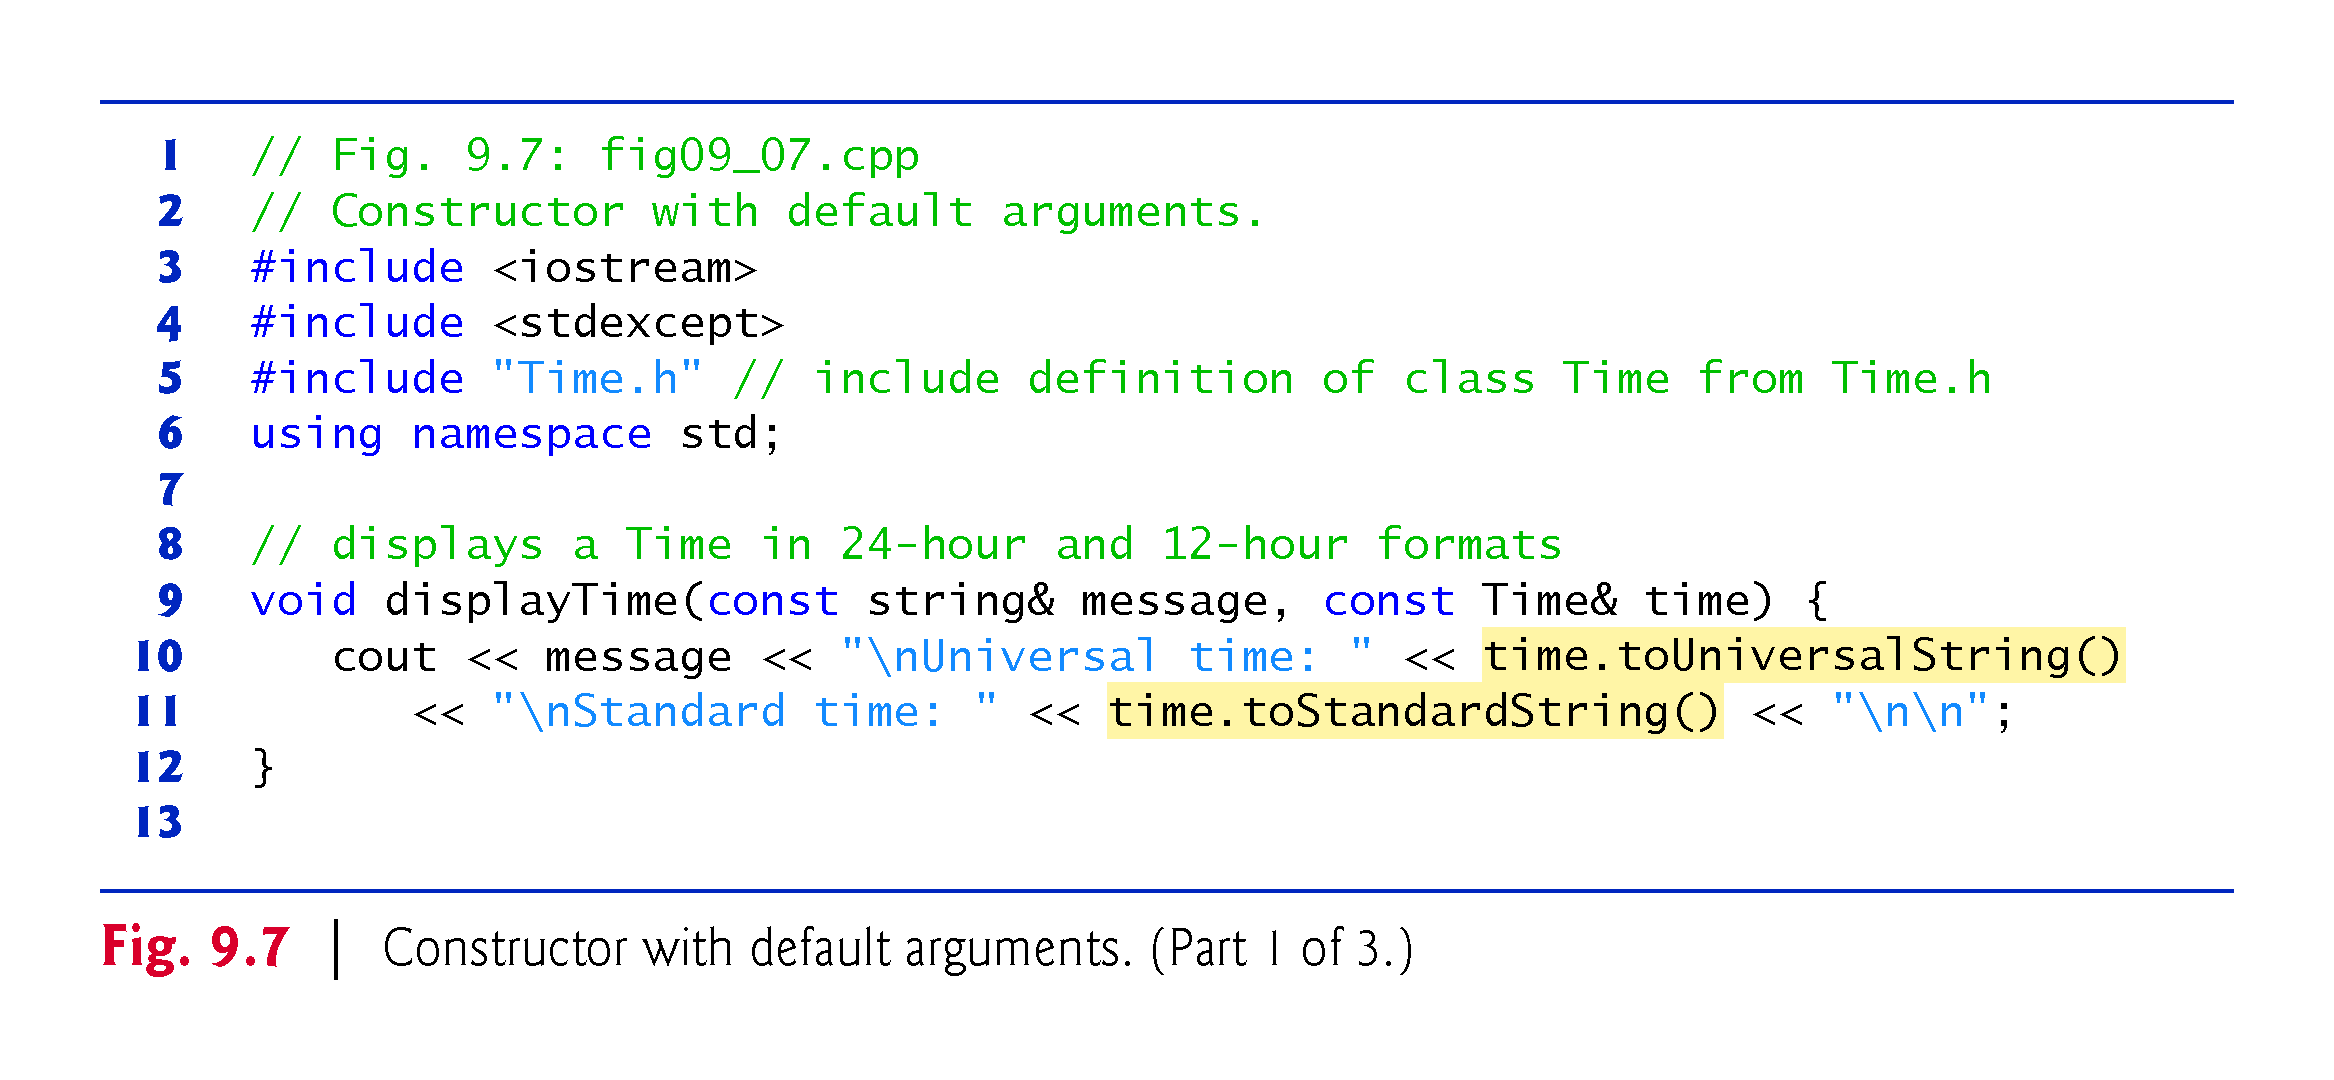 1 // Fig. 9.7: fig09_07.cpp
2 // Constructor with default arguments.
3 #include <iostream>
4 #include <stdexcept>
5 #include "Time.h" // include definition of class Time from Time.h
6 using namespace std;
7
8 // displays a Time in 24-hour and 12-hour formats
9 void displayTime(const string& message, const Time& time) {
10    cout << message << "\nUniversal time: " << time.toUniversalString()
11       << "\nStandard time: " << time.toStandardString() << "\n\n";
12 }
13
Fig. 9.7 | Constructor with default arguments. (Part 1 of 3.)